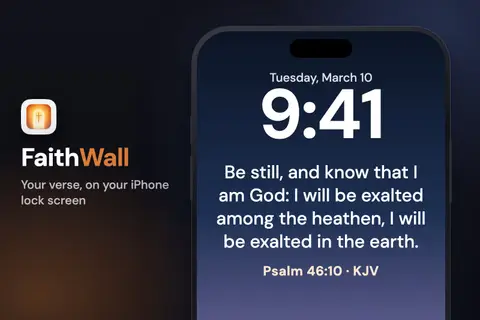 FaithWall
Your verse, on your iPhone
lock screen
Tuesday, March 10
9:41
Be still, and know that I
am God: I will be exalted
among the heathen, I will
be exalted in the earth.
Psalm 46:10 · KJV